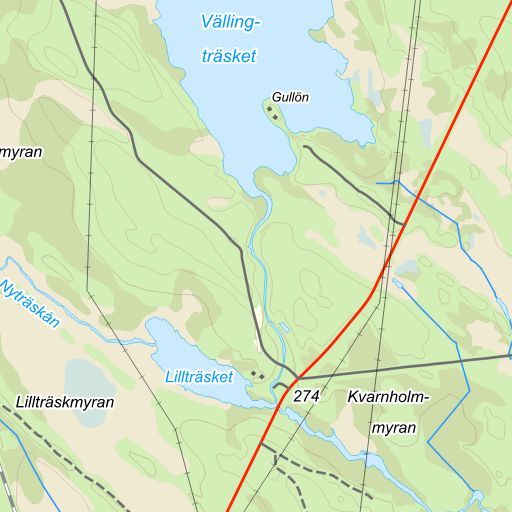 Välling-
träsket
Gullön
myran
Nyträskån
Lillträsket
Lillträskmyran
274
Kvarnholm-
myran